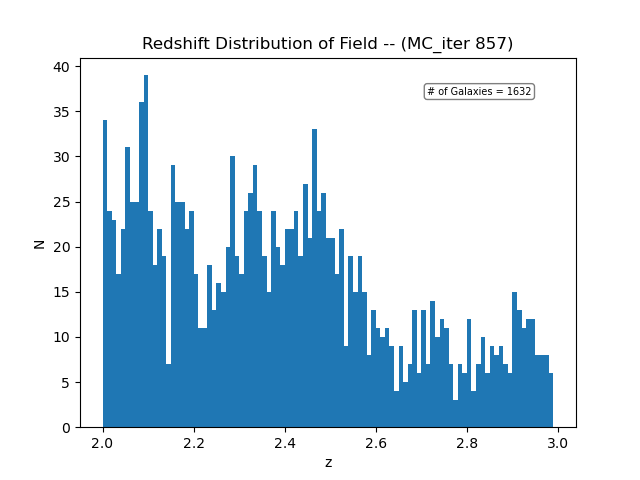 Redshift Distribution of Field -- (MC_iter 857)
# of Galaxies = 1632
N
40
35
30
25
20
15
10
5
0
2.0 2.2 2.4 2.6 2.8 3.0
z